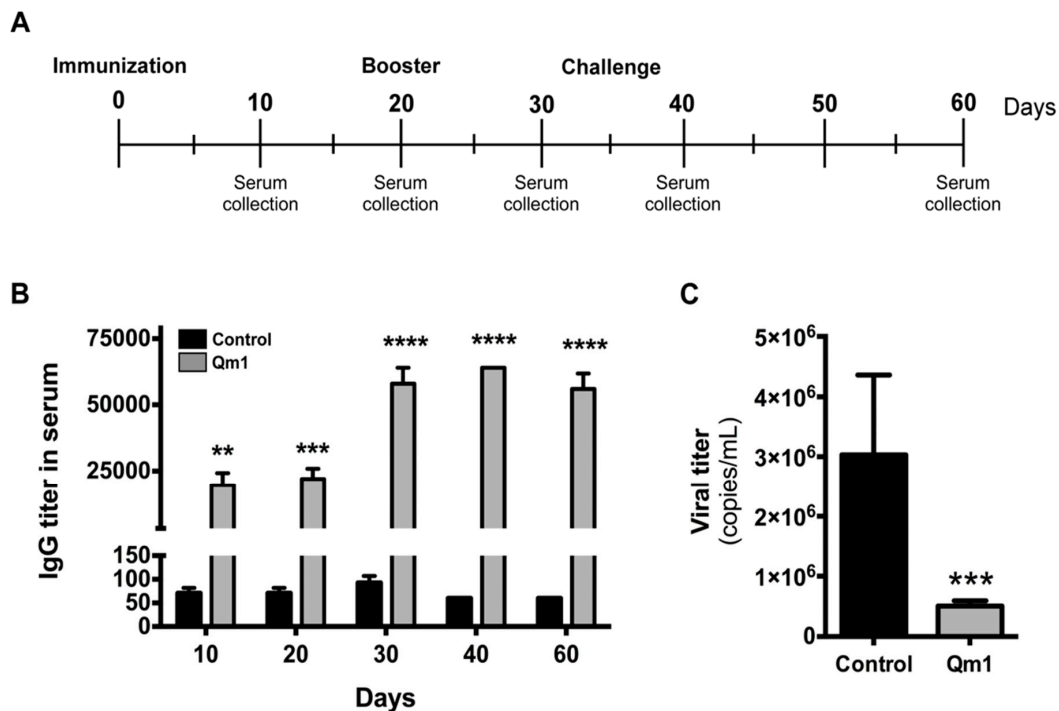 A
Immunization Booster Challenge
0 10 20 30 40 50 60 Days
Serum Serum Serum Serum Serum
collection collection collection collection collection
B
IgG titer in serum
75000
50000
25000
150
100
50
0
Control
Qm1
** *** **** **** ****
10 20 30 40 60
Days
C
Viral titer
(copies/mL)
5×10⁶
4×10⁶
3×10⁶
2×10⁶
1×10⁶
0
***
Control Qm1